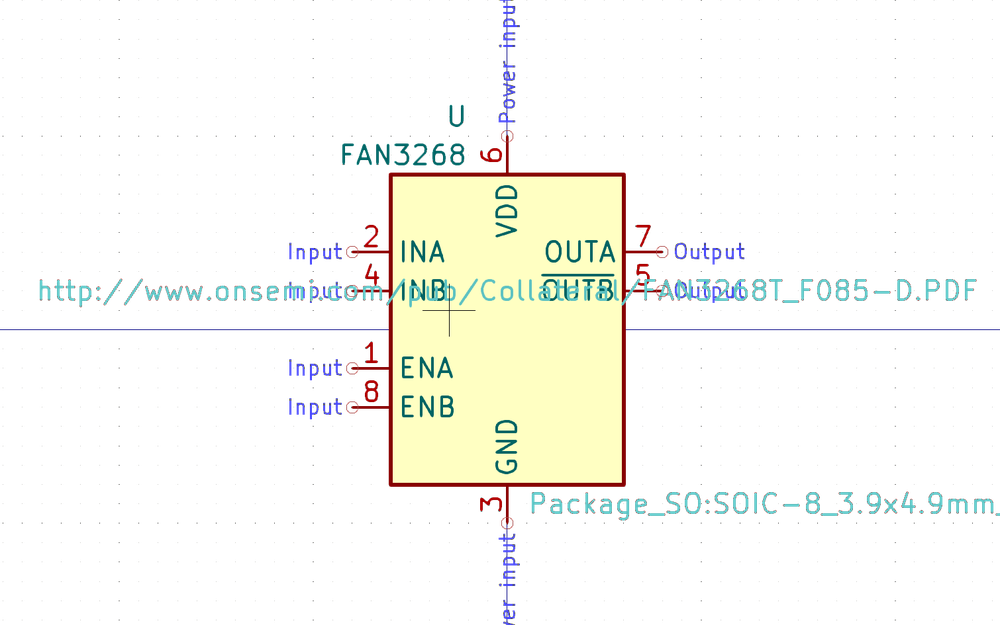 Power input
U
FAN3268
6
VDD
Input 2 INA
OUTA 7 Output
Input 4 INB
OUTB 5 Output
http://www.onsemi.com/pub/Collateral/FAN3268T_F085-D.PDF
Input 1 ENA
Input 8 ENB
GND
3
Package_SO:SOIC-8_3.9x4.9mm_
wer input